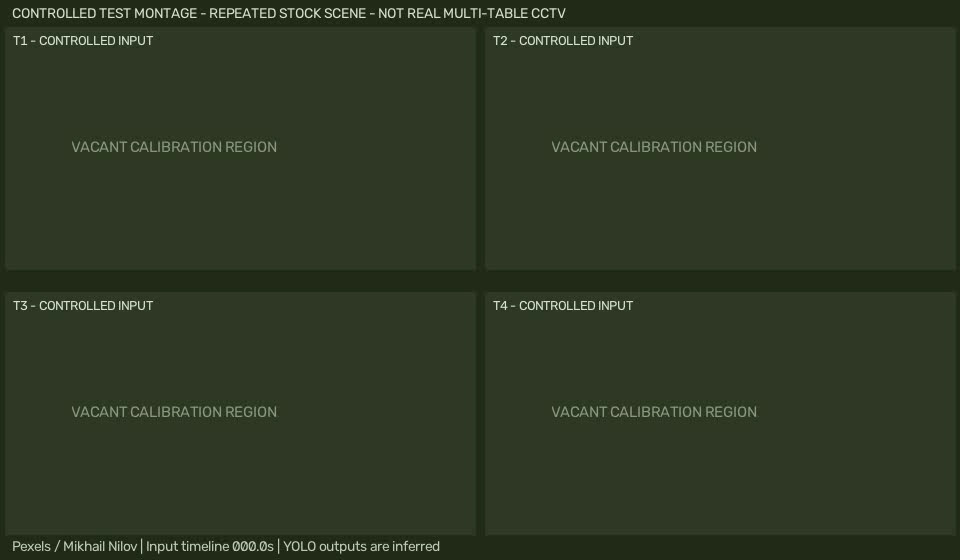 CONTROLLED TEST MONTAGE - REPEATED STOCK SCENE - NOT REAL MULTI-TABLE CCTV
T1 - CONTROLLED INPUT
VACANT CALIBRATION REGION
T2 - CONTROLLED INPUT
VACANT CALIBRATION REGION
T3 - CONTROLLED INPUT
VACANT CALIBRATION REGION
T4 - CONTROLLED INPUT
VACANT CALIBRATION REGION
Pexels / Mikhail Nilov | Input timeline 000.0s | YOLO outputs are inferred